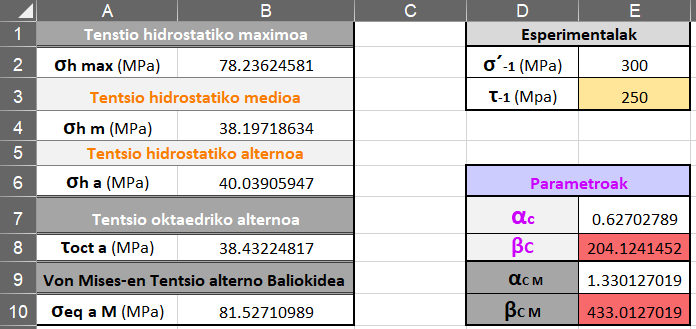 A B C D E
1 Tenstio hidrostatiko maximoa Esperimentalak
2 σh max (MPa) 78.23624581 σ´-1 (MPa) 300
3 Tentsio hidrostatiko medioa τ-1 (Mpa) 250
4 σh m (MPa) 38.19718634
5 Tentsio hidrostatiko alternoa
6 σh a (MPa) 40.03905947 Parametroak
7 Tentsio oktaedriko alternoa αc 0.62702789
8 τoct a (MPa) 38.43224817 βC 204.1241452
9 Von Mises-en Tentsio alterno Baliokidea αC M 1.330127019
10 σeq a M (MPa) 81.52710989 βC M 433.0127019